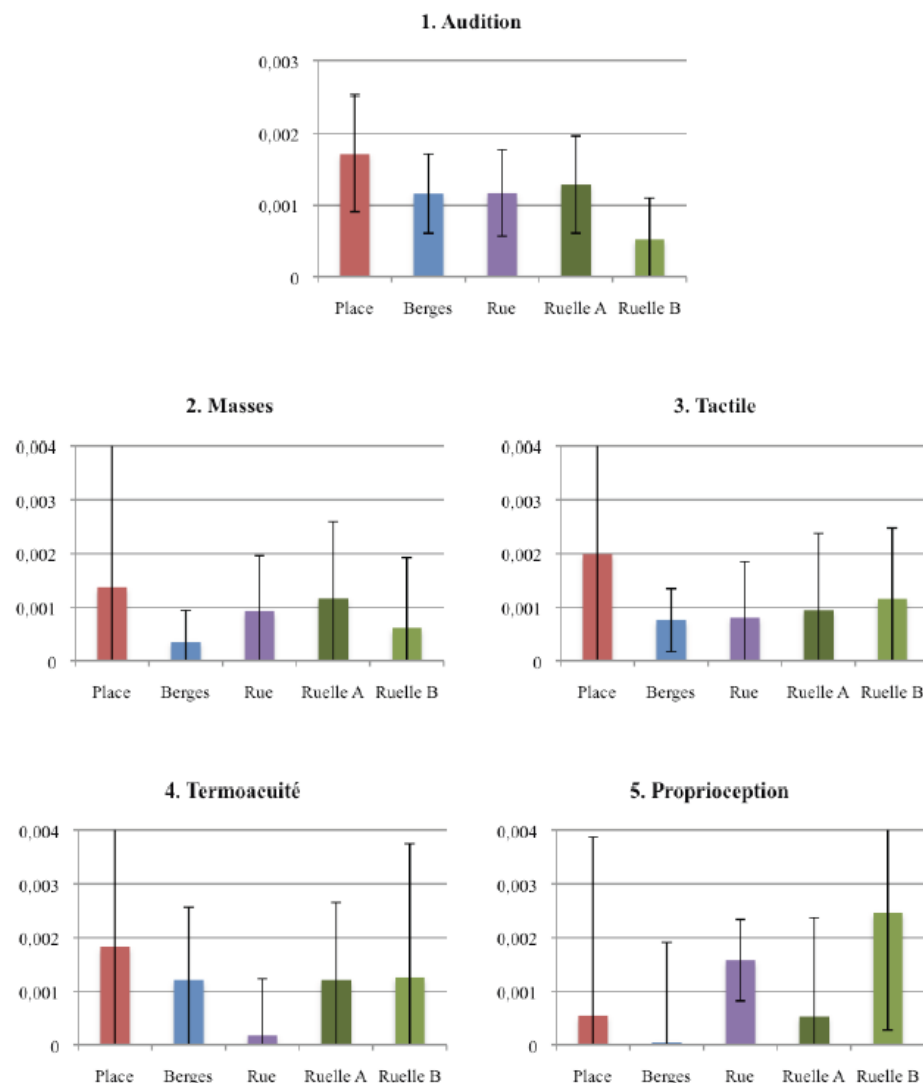 1. Audition
0,003
0,002
0,001
0
Place Berges Rue Ruelle A Ruelle B
2. Masses
0,004
0,003
0,002
0,001
0
Place Berges Rue Ruelle A Ruelle B
3. Tactile
0,004
0,003
0,002
0,001
0
Place Berges Rue Ruelle A Ruelle B
4. Termoacuité
0,004
0,003
0,002
0,001
0
Place Berges Rue Ruelle A Ruelle B
5. Proprioception
0,004
0,003
0,002
0,001
0
Place Berges Rue Ruelle A Ruelle B